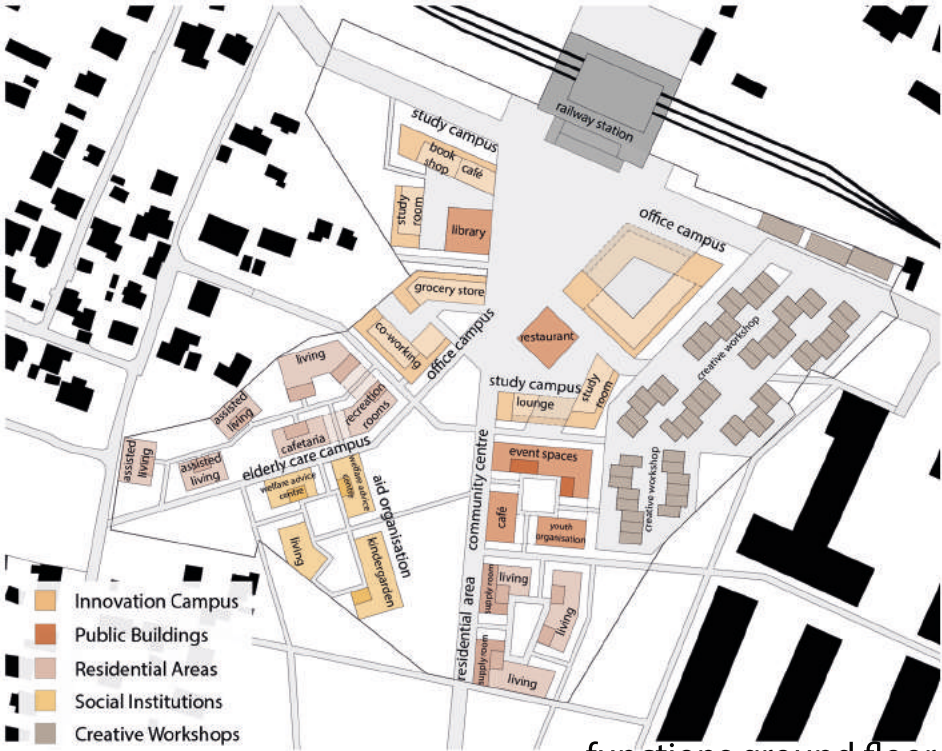 railway station
study campus
book
shop
café
study
room
library
office campus
grocery store
co-working
office campus
restaurant
creative workshop
living
assisted
living
recreation
rooms
cafetaria
assisted
living
assisted
living
elderly care campus
study campus
lounge
study
room
community centre
event spaces
café
youth
organisation
creative workshop
welfare advice
centre
welfare advice
centre
aid organisation
living
kindergarden
residential area
supply room
living
living
supply room
living
Innovation Campus
Public Buildings
Residential Areas
Social Institutions
Creative Workshops
functions ground floor